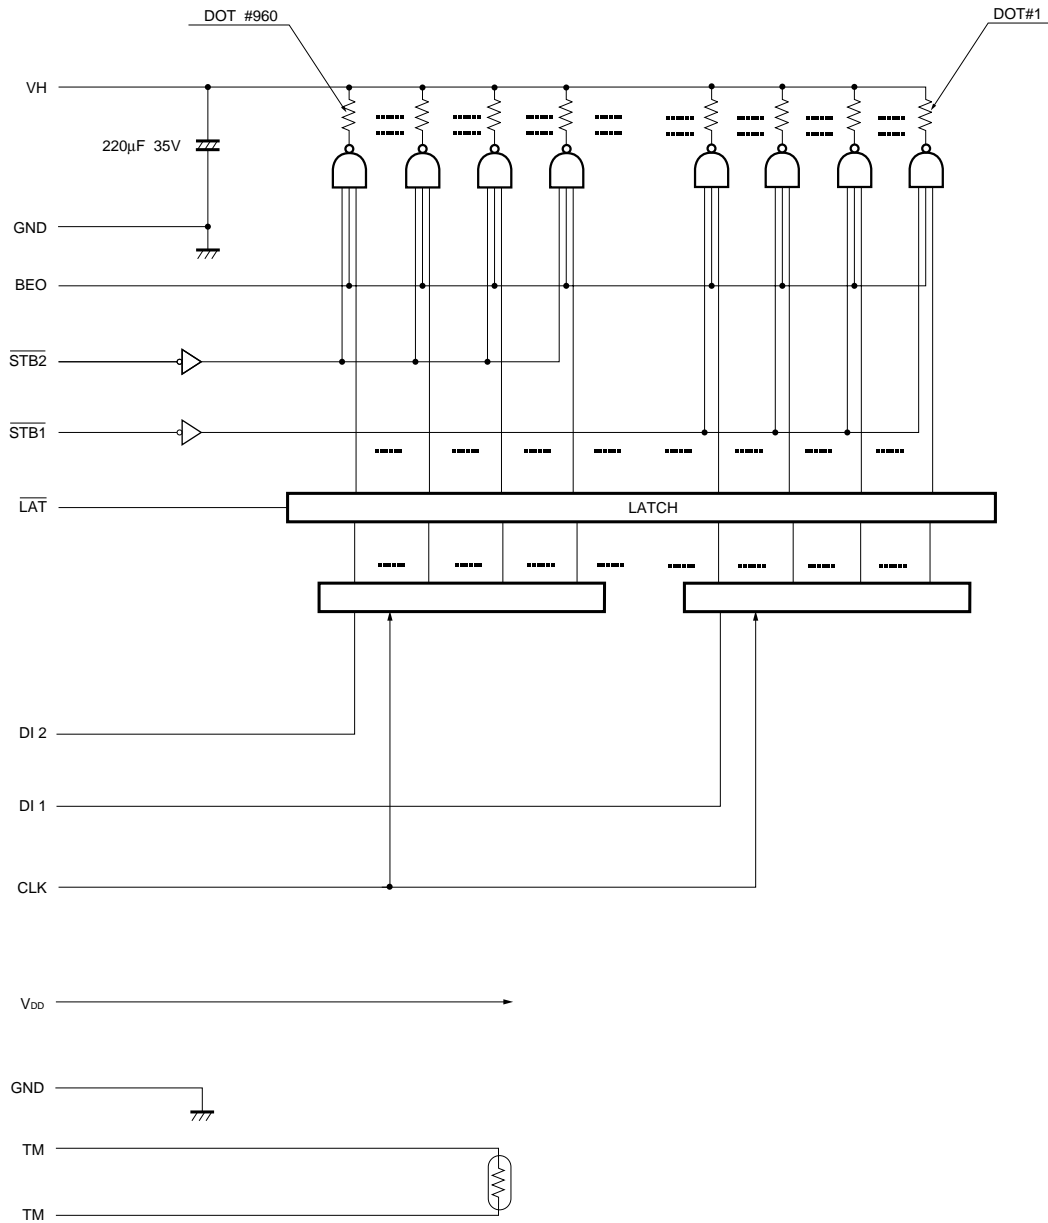 DOT #960
DOT#1
VH
220μF 35V
GND
BEO
STB2
STB1
LAT
LATCH
DI 2
DI 1
CLK
VDD
GND
TM
TM